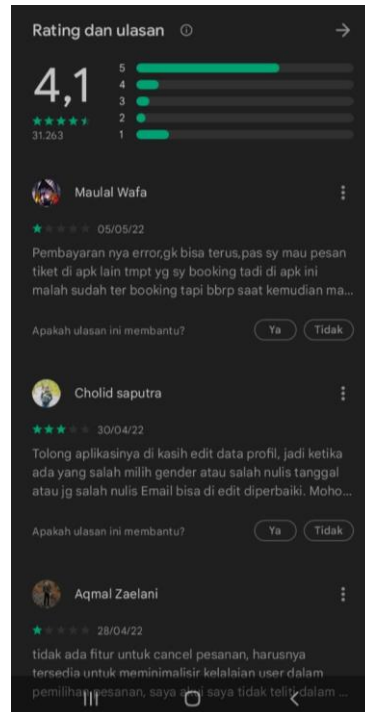 Rating dan ulasan
4,1
31.263
5
4
3
2
1
Maulal Wafa
05/05/22
Pembayaran nya error,gk bisa terus,pas sy mau pesan
tiket di apk lain tmpt yg sy booking tadi di apk ini
malah sudah ter booking tapi bbrp saat kemudian ma...
Apakah ulasan ini membantu?
Ya
Tidak
Cholid saputra
30/04/22
Tolong aplikasinya di kasih edit data profil, jadi ketika
ada yang salah milih gender atau salah nulis tanggal
atau jg salah nulis Email bisa di edit diperbaiki. Moho...
Apakah ulasan ini membantu?
Ya
Tidak
Aqmal Zaelani
28/04/22
tidak ada fitur untuk cancel pesanan, harusnya
tersedia untuk meminimalisir kelalaian user dalam
pemilihan pesanan, saya akui saya tidak teliti dalam ...